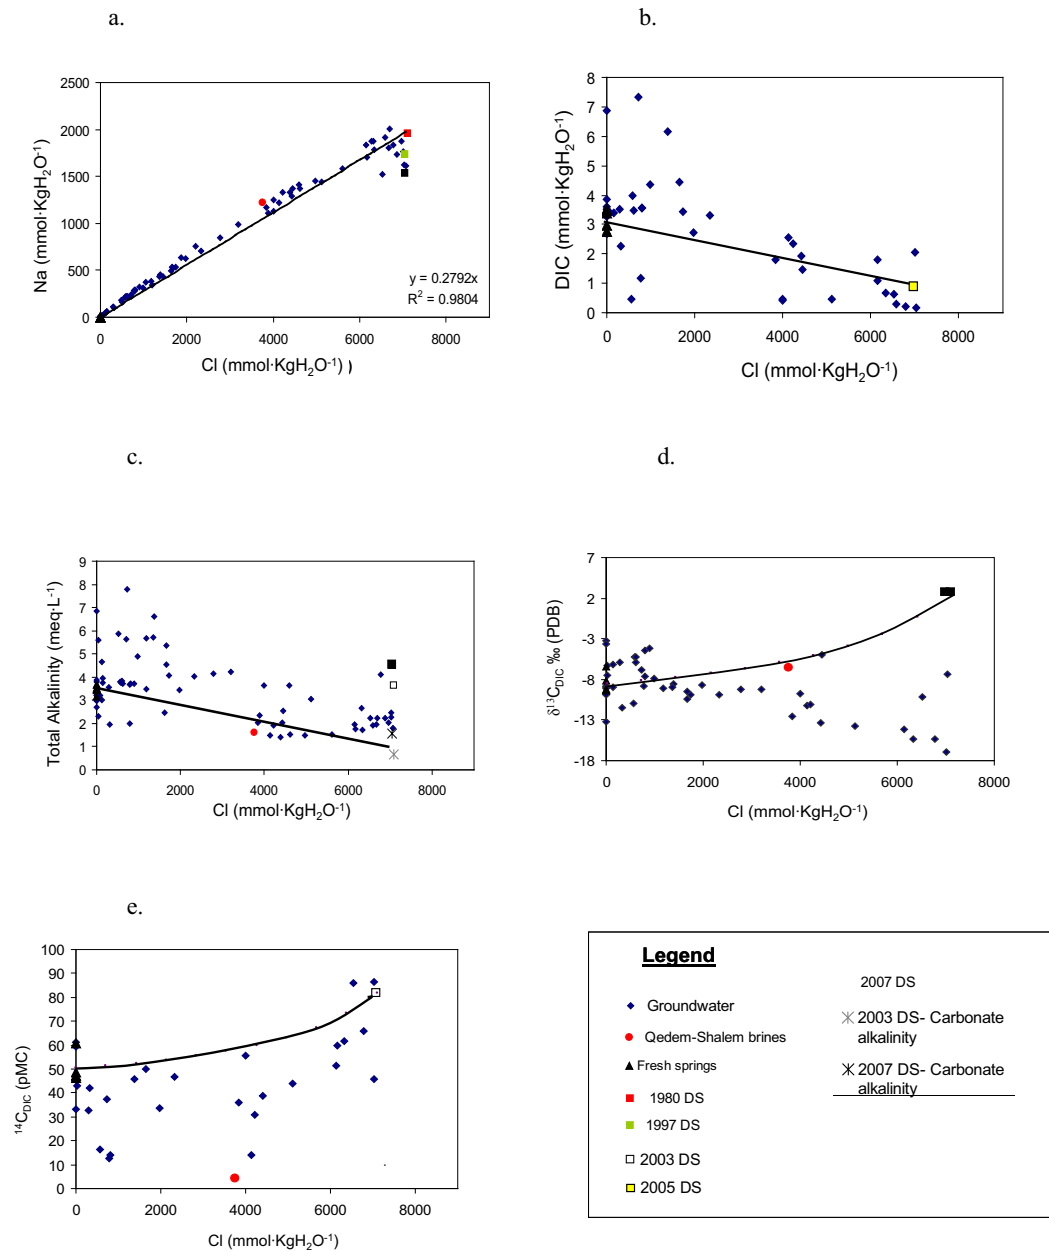 a.
b.
2500
2000
1500
1000
500
0
Na (mmol·KgH₂O⁻¹)
y = 0.2792x
R² = 0.9804
0 2000 4000 6000 8000
Cl (mmol·KgH₂O⁻¹) )
8
7
6
5
4
3
2
1
0
DIC (mmol·KgH₂O⁻¹)
0 2000 4000 6000 8000
Cl (mmol·KgH₂O⁻¹)
c.
d.
9
8
7
6
5
4
3
2
1
0
Total Alkalinity (meq·L⁻¹)
0 2000 4000 6000 8000
Cl (mmol·KgH₂O⁻¹)
7
2
-3
-8
-13
-18
δ¹³C_DIC ‰ (PDB)
0 2000 4000 6000 8000
Cl (mmol·KgH₂O⁻¹)
e.
100
90
80
70
60
50
40
30
20
10
0
¹⁴C_DIC (pMC)
0 2000 4000 6000 8000
Cl (mmol·KgH₂O⁻¹)
Legend
Groundwater
Qedem-Shalem brines
Fresh springs
1980 DS
1997 DS
2003 DS
2005 DS
2007 DS
2003 DS- Carbonate
alkalinity
2007 DS- Carbonate
alkalinity